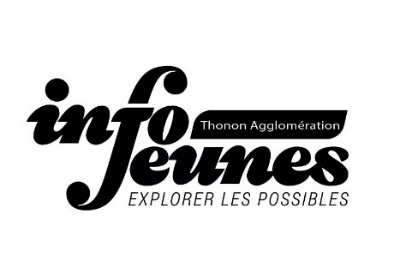 info
Thonon Agglomération
Jeunes
EXPLORER LES POSSIBLES